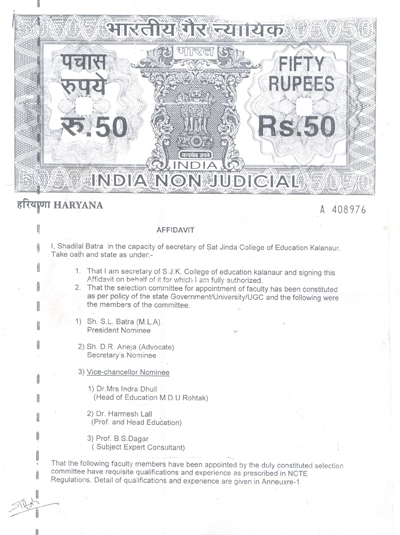 भारतीय गैर न्यायिक
पचास
रुपये
रु.50
भारत
FIFTY
RUPEES
Rs.50
सत्यमेव जयते
INDIA
INDIA NON JUDICIAL
हरियाणा HARYANA
A 408976
AFFIDAVIT
I, Shadilal Batra in the capacity of secretary of Sat Jinda College of Education Kalanaur.
Take oath and state as under:-
1. That I am secretary of S.J.K. College of education kalanaur and signing this
Affidavit on behalf of it for which I am fully authorized.
2. That the selection committee for appointment of faculty has been constituted
as per policy of the state Government/University/UGC and the following were
the members of the committee.
1) Sh. S.L. Batra (M.L.A)
President Nominee
2) Sh. D.R. Aneja (Advocate)
Secretary's Nominee
3) Vice-chancellor Nominee
1) Dr.Mrs Indra Dhull
(Head of Education M.D.U Rohtak)
2) Dr. Harmesh Lall
(Prof. and Head Education)
3) Prof. B.S.Dagar
( Subject Expert Consultant)
That the following faculty members have been appointed by the duly constituted selection
committee have requisite qualifications and experience as prescribed in NCTE
Regulations. Detail of qualifications and experience are given in Anneuxre-1